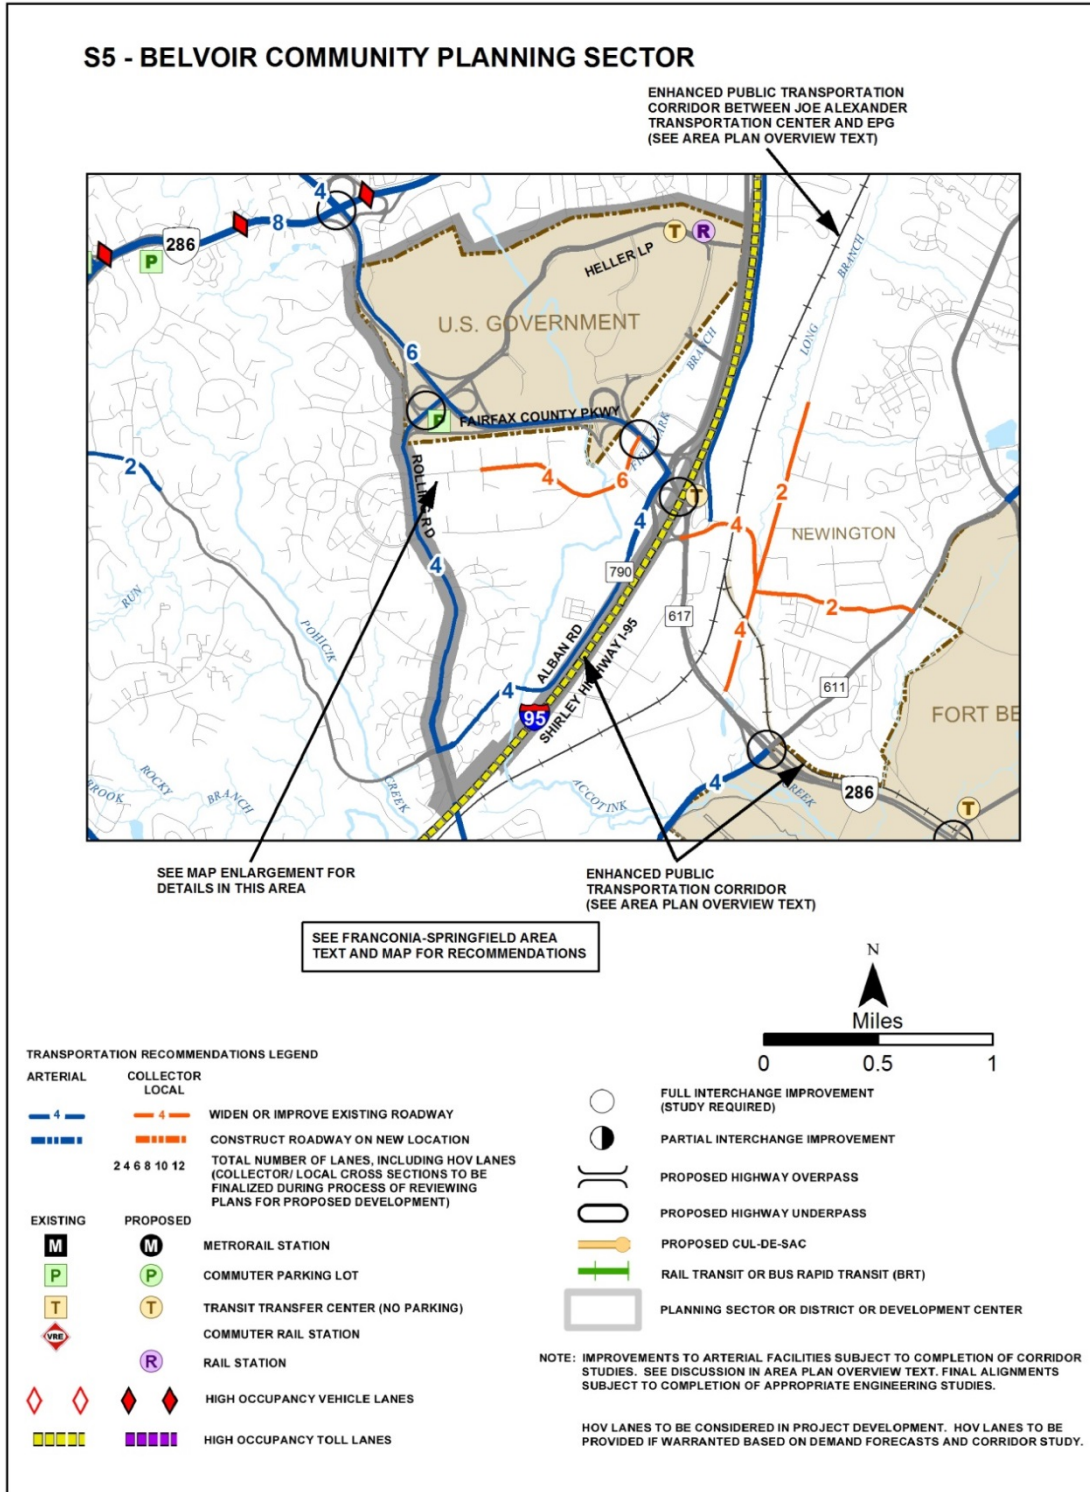 S5 - BELVOIR COMMUNITY PLANNING SECTOR
ENHANCED PUBLIC TRANSPORTATION
CORRIDOR BETWEEN JOE ALEXANDER
TRANSPORTATION CENTER AND EPG
(SEE AREA PLAN OVERVIEW TEXT)
4
8
286
P
T
R
HELLER LP
U.S. GOVERNMENT
BRANCH
LONG
BRANCH
6
P
FAIRFAX COUNTY PKWY
2
ROLLING RD
4
6
T
4
4
2
NEWINGTON
4
790
617
2
4
RUN
POHICIK
ALBAN RD
SHIRLEY HIGHWAY I-95
4
95
611
FORT BE
ROCKY
BROOK
BRANCH
CREEK
ACCOTINK
4
CREEK
286
T
SEE MAP ENLARGEMENT FOR
DETAILS IN THIS AREA
ENHANCED PUBLIC
TRANSPORTATION CORRIDOR
(SEE AREA PLAN OVERVIEW TEXT)
SEE FRANCONIA-SPRINGFIELD AREA
TEXT AND MAP FOR RECOMMENDATIONS
N
Miles
0 0.5 1
TRANSPORTATION RECOMMENDATIONS LEGEND
ARTERIAL
COLLECTOR
LOCAL
4 4 WIDEN OR IMPROVE EXISTING ROADWAY
CONSTRUCT ROADWAY ON NEW LOCATION
2 4 6 8 10 12
TOTAL NUMBER OF LANES, INCLUDING HOV LANES
(COLLECTOR/ LOCAL CROSS SECTIONS TO BE
FINALIZED DURING PROCESS OF REVIEWING
PLANS FOR PROPOSED DEVELOPMENT)
EXISTING PROPOSED
M M METRORAIL STATION
P P COMMUTER PARKING LOT
T T TRANSIT TRANSFER CENTER (NO PARKING)
VRE COMMUTER RAIL STATION
R RAIL STATION
HIGH OCCUPANCY VEHICLE LANES
HIGH OCCUPANCY TOLL LANES
FULL INTERCHANGE IMPROVEMENT
(STUDY REQUIRED)
PARTIAL INTERCHANGE IMPROVEMENT
PROPOSED HIGHWAY OVERPASS
PROPOSED HIGHWAY UNDERPASS
PROPOSED CUL-DE-SAC
RAIL TRANSIT OR BUS RAPID TRANSIT (BRT)
PLANNING SECTOR OR DISTRICT OR DEVELOPMENT CENTER
NOTE: IMPROVEMENTS TO ARTERIAL FACILITIES SUBJECT TO COMPLETION OF CORRIDOR
STUDIES. SEE DISCUSSION IN AREA PLAN OVERVIEW TEXT. FINAL ALIGNMENTS
SUBJECT TO COMPLETION OF APPROPRIATE ENGINEERING STUDIES.
HOV LANES TO BE CONSIDERED IN PROJECT DEVELOPMENT. HOV LANES TO BE
PROVIDED IF WARRANTED BASED ON DEMAND FORECASTS AND CORRIDOR STUDY.